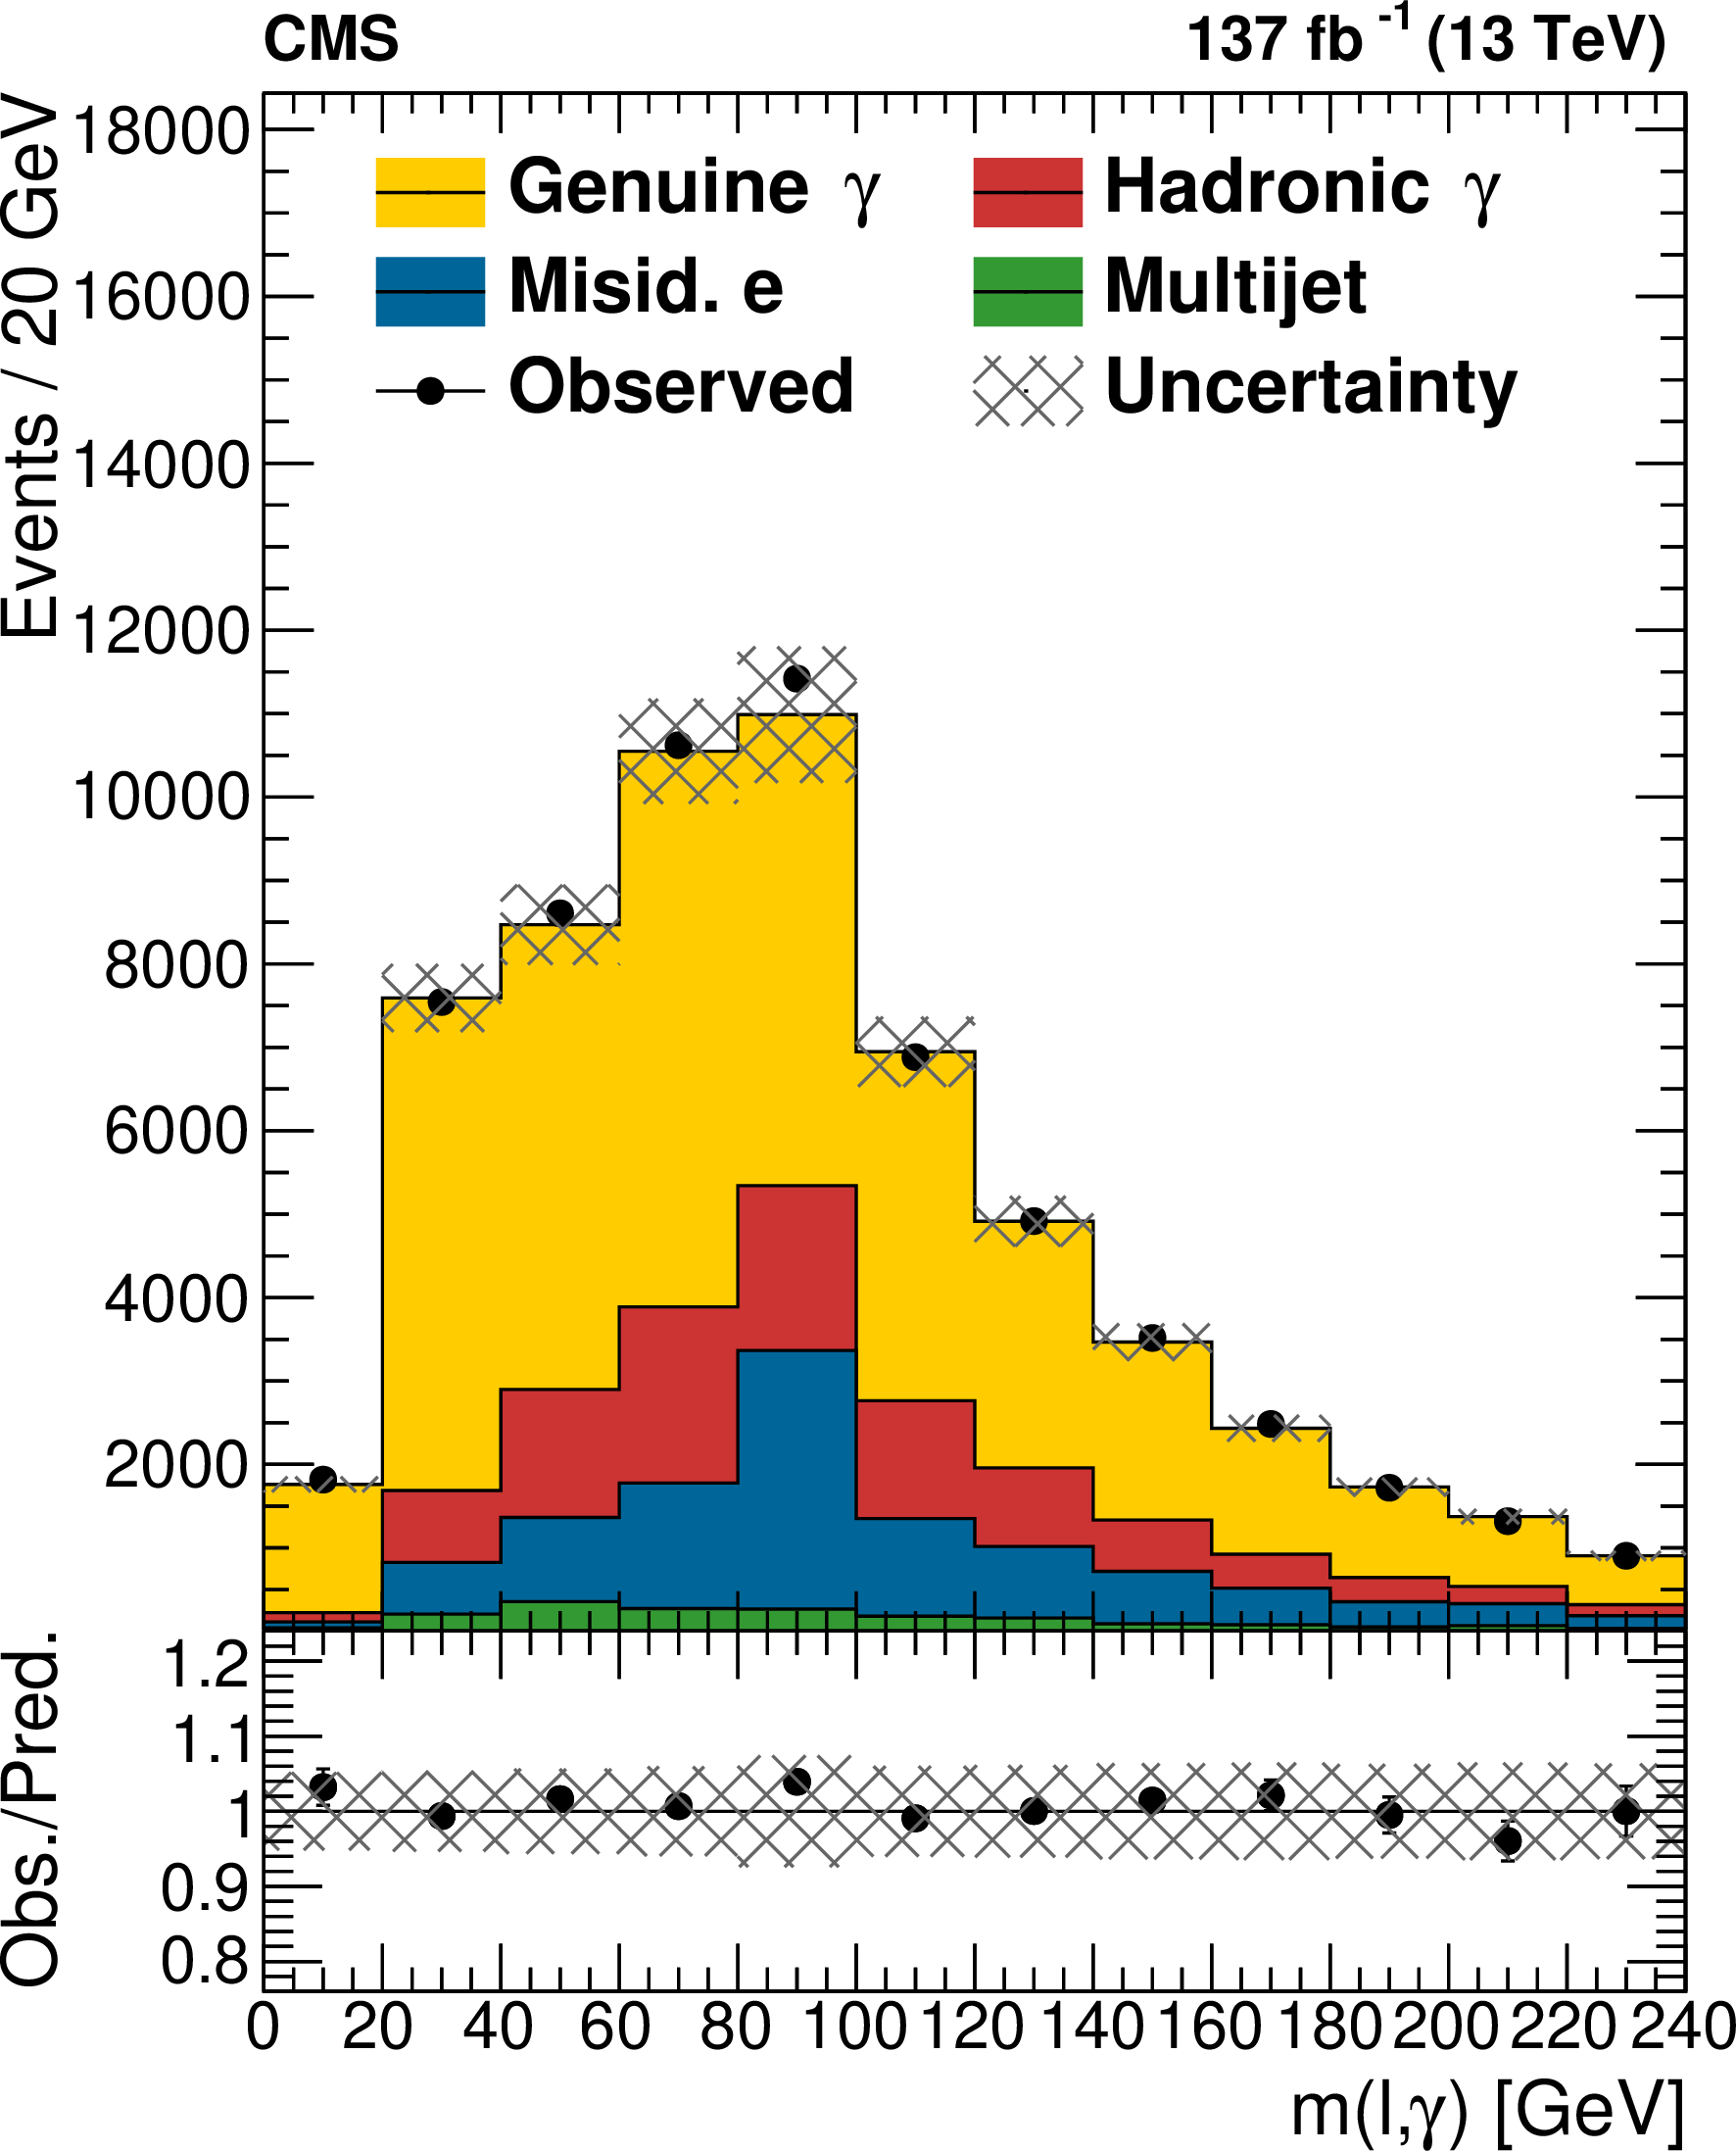 CMS 137 fb⁻¹ (13 TeV)
Events / 20 GeV
18000
16000
14000
12000
10000
8000
6000
4000
2000
Genuine γ Hadronic γ
Misid. e Multijet
Observed Uncertainty
Obs./Pred.
1.2
1.1
1
0.9
0.8
0 20 40 60 80 100 120 140 160 180 200 220 240
m(l,γ) [GeV]